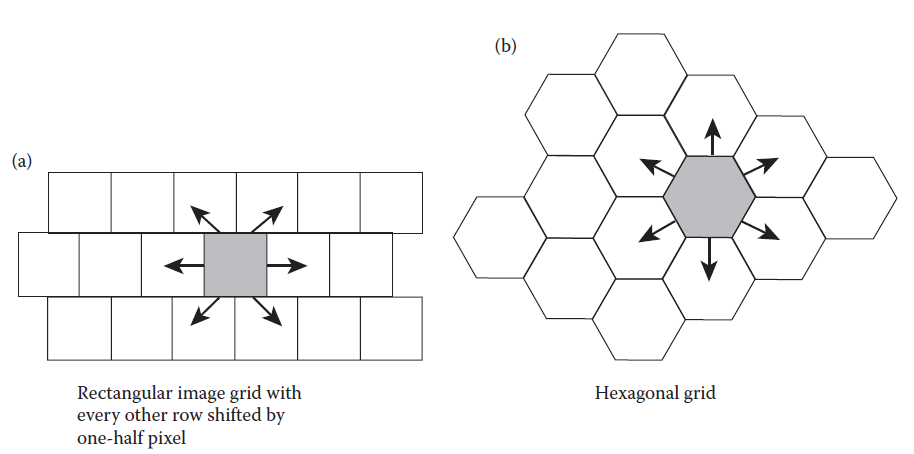 (a)
Rectangular image grid with
every other row shifted by
one-half pixel
(b)
Hexagonal grid